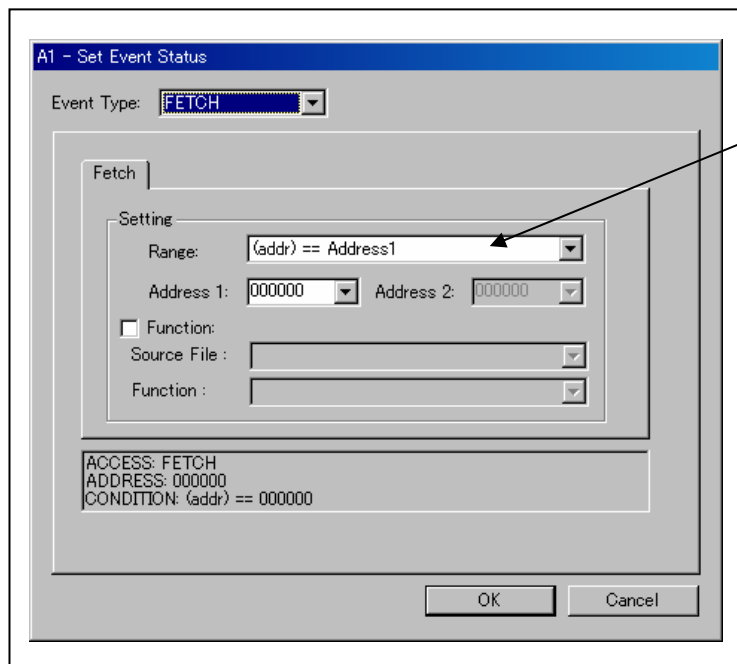 A1 - Set Event Status
Event Type: FETCH
Fetch
Setting
Range: (addr) == Address1
Address 1: 000000 Address 2: 000000
Function:
Source File :
Function :
ACCESS: FETCH
ADDRESS: 000000
CONDITION: (addr) == 000000
OK Cancel